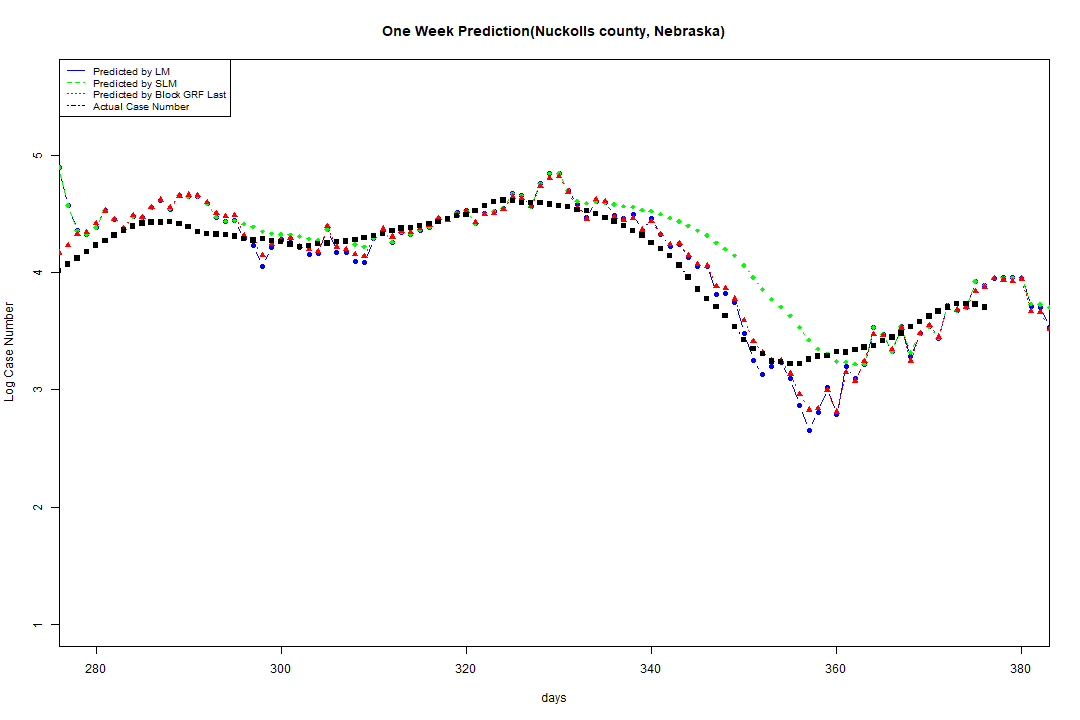 One Week Prediction(Nuckolls county, Nebraska)
Predicted by LM
Predicted by SLM
Predicted by Block GRF Last
Actual Case Number
5
4
3
2
1
Log Case Number
280 300 320 340 360 380
days